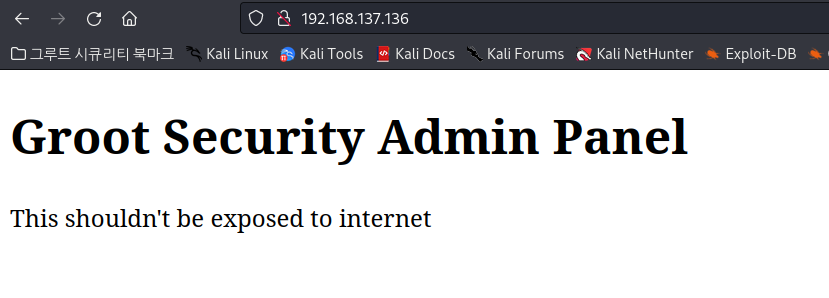 192.168.137.136
그루트 시큐리티 북마크 Kali Linux Kali Tools Kali Docs Kali Forums Kali NetHunter Exploit-DB
Groot Security Admin Panel
This shouldn't be exposed to internet